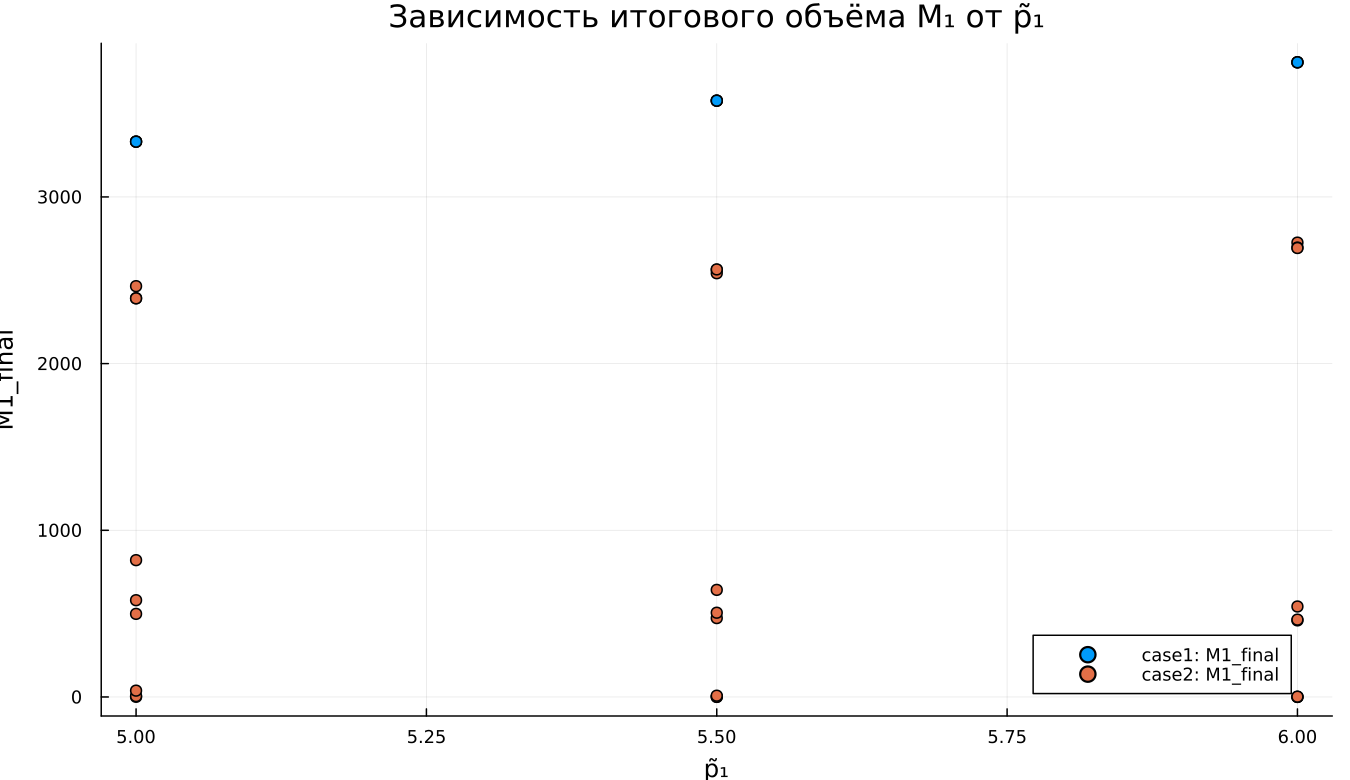 Зависимость итогового объёма M₁ от p̃₁
M1_final
3000
2000
1000
0
case1: M1_final
case2: M1_final
5.00
5.25
5.50
5.75
6.00
p̃₁